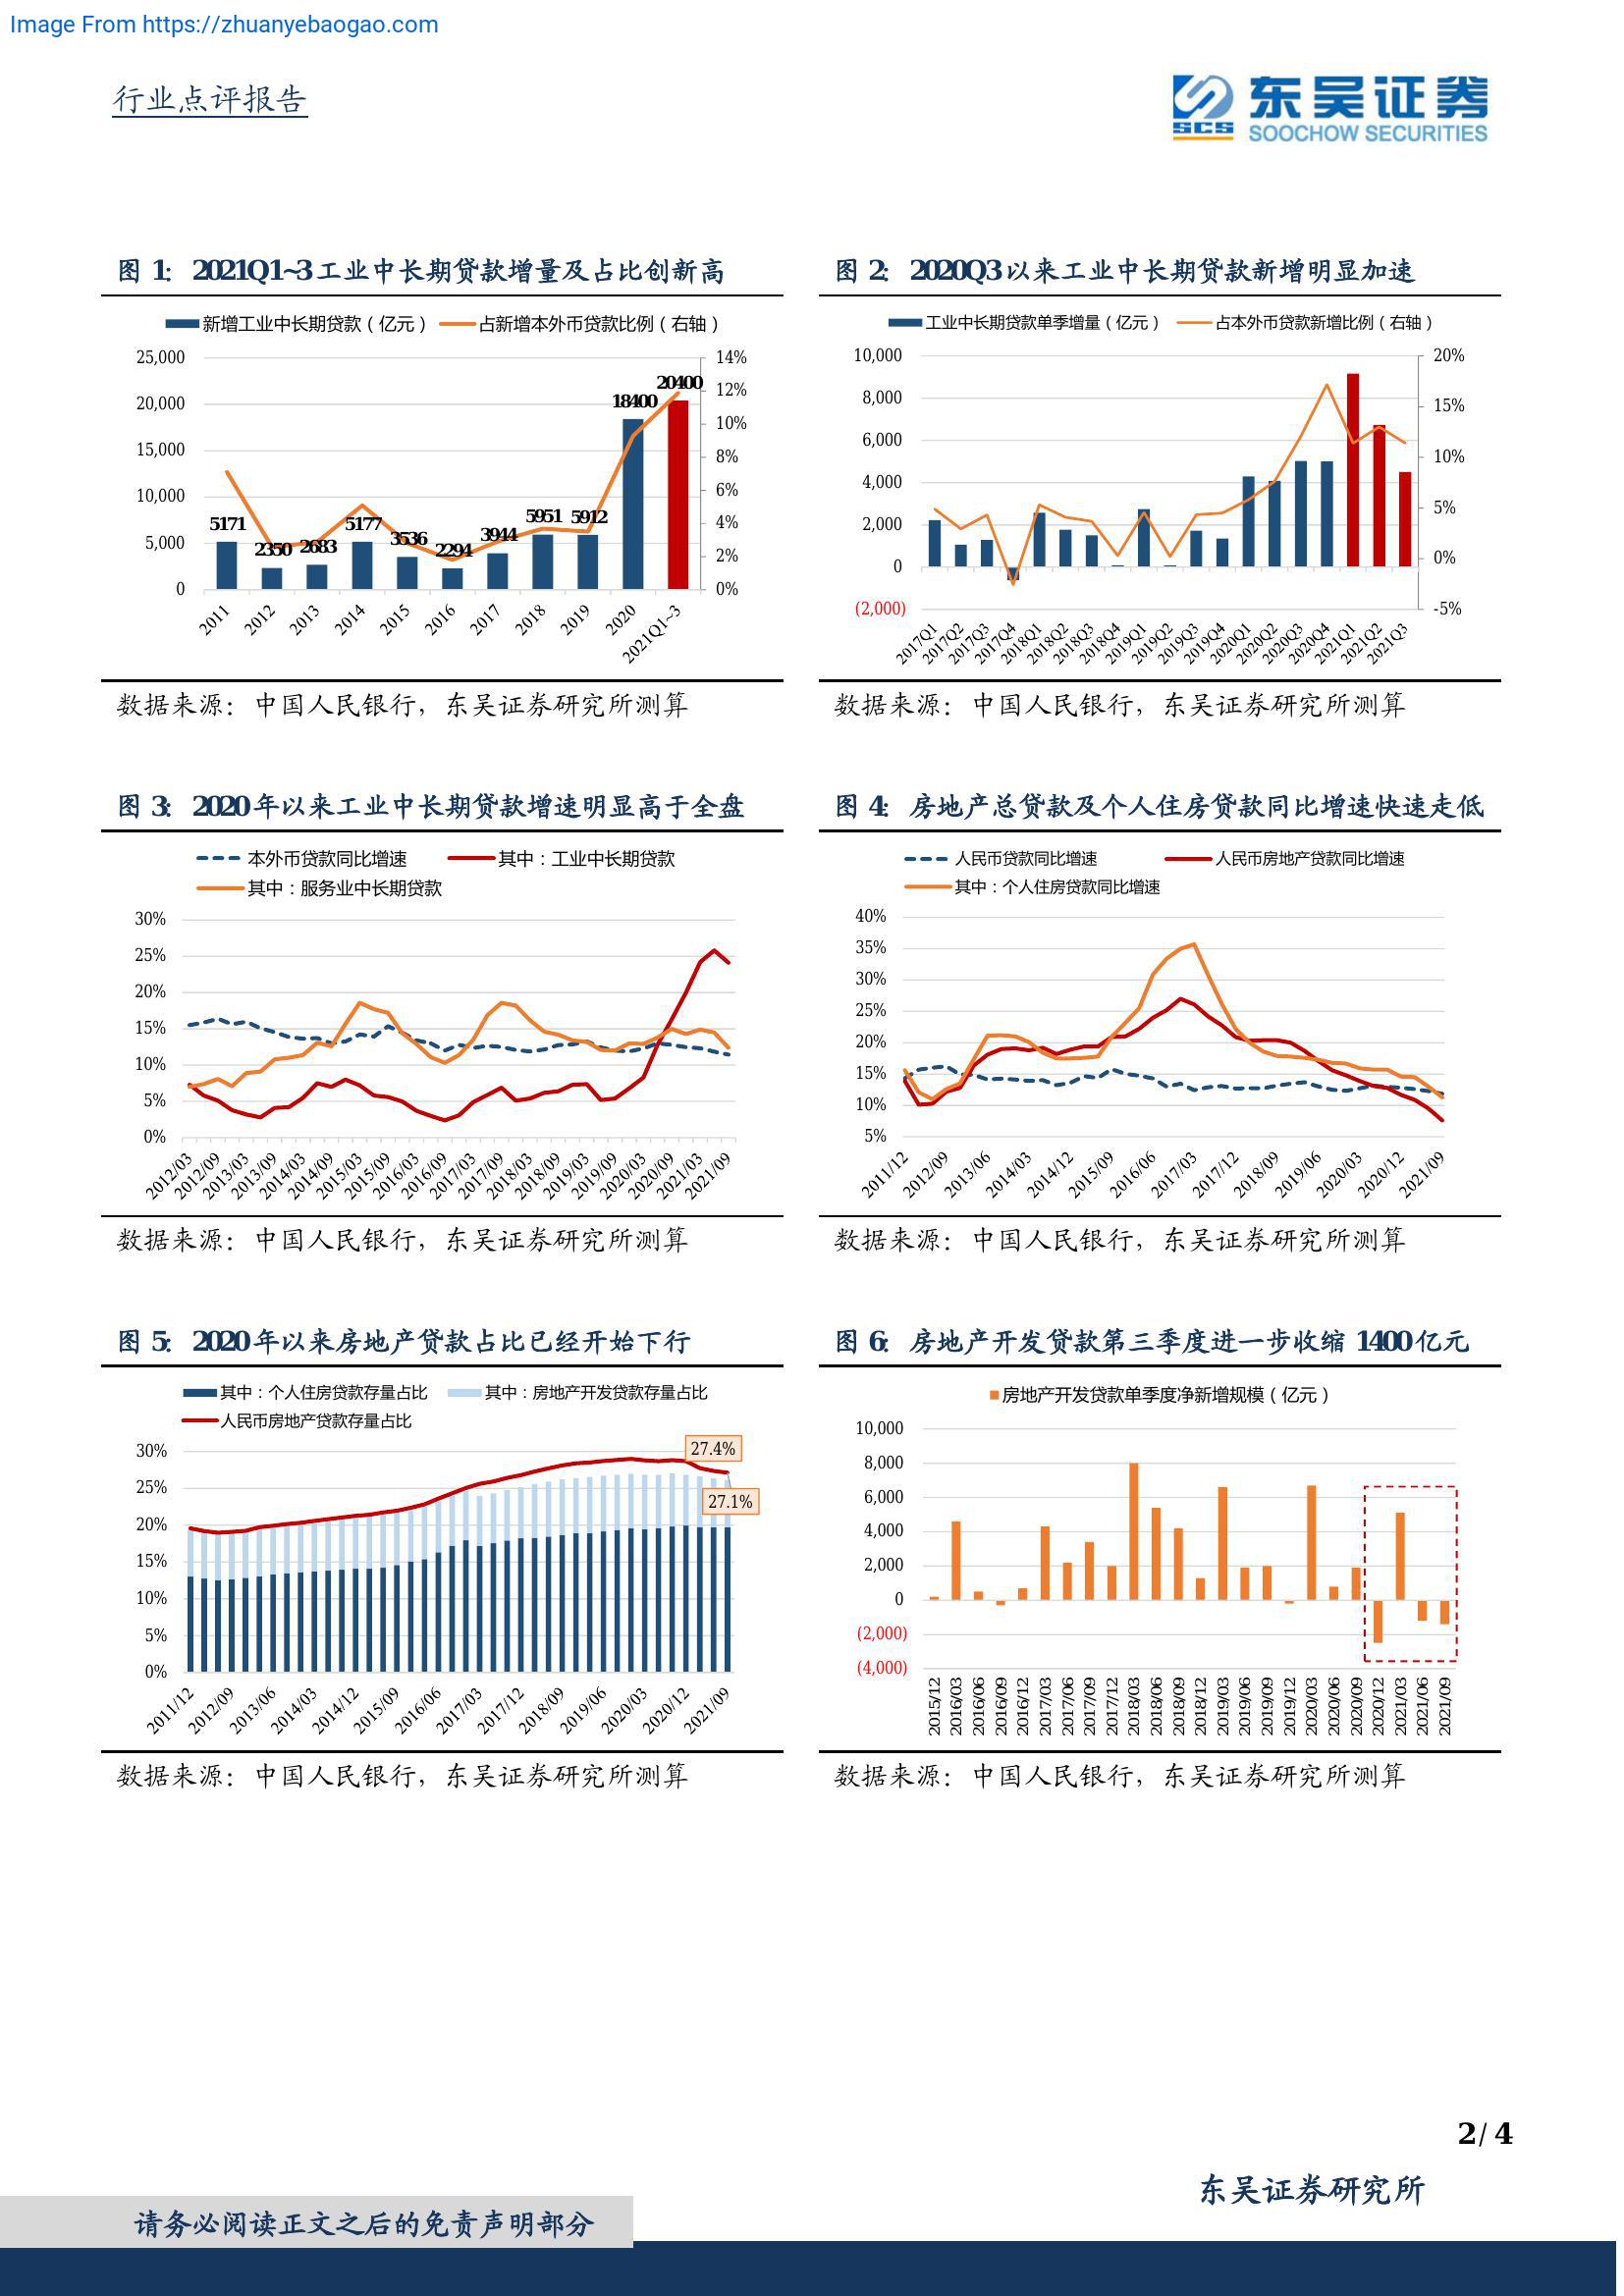 Image From https://zhuanyebaogao.com
行业点评报告
SCS
东吴证券
SOOCHOW SECURITIES
图 1： 2021Q1~3 工业中长期贷款增量及占比创新高
新增工业中长期贷款（亿元） 占新增本外币贷款比例（右轴）
25,000
20,000
15,000
10,000
5,000
0
14%
12%
10%
8%
6%
4%
2%
0%
5171 2350 2683 5177 3536 2294 3944 5951 5912 18400 20400
2011 2012 2013 2014 2015 2016 2017 2018 2019 2020 2021Q1~3
数据来源：中国人民银行，东吴证券研究所测算
图 2： 2020Q3 以来工业中长期贷款新增明显加速
工业中长期贷款单季增量（亿元） 占本外币贷款新增比例（右轴）
10,000
8,000
6,000
4,000
2,000
0
(2,000)
20%
15%
10%
5%
0%
-5%
2017Q1 2017Q2 2017Q3 2017Q4 2018Q1 2018Q2 2018Q3 2018Q4 2019Q1 2019Q2 2019Q3 2019Q4 2020Q1 2020Q2 2020Q3 2020Q4 2021Q1 2021Q2 2021Q3
数据来源：中国人民银行，东吴证券研究所测算
图 3： 2020 年以来工业中长期贷款增速明显高于全盘
本外币贷款同比增速 其中：工业中长期贷款
其中：服务业中长期贷款
30%
25%
20%
15%
10%
5%
0%
2012/03 2012/09 2013/03 2013/09 2014/03 2014/09 2015/03 2015/09 2016/03 2016/09 2017/03 2017/09 2018/03 2018/09 2019/03 2019/09 2020/03 2020/09 2021/03 2021/09
数据来源：中国人民银行，东吴证券研究所测算
图 4： 房地产总贷款及个人住房贷款同比增速快速走低
人民币贷款同比增速 人民币房地产贷款同比增速
其中：个人住房贷款同比增速
40%
35%
30%
25%
20%
15%
10%
5%
2011/12 2012/09 2013/06 2014/03 2014/12 2015/09 2016/06 2017/03 2017/12 2018/09 2019/06 2020/03 2020/12 2021/09
数据来源：中国人民银行，东吴证券研究所测算
图 5： 2020 年以来房地产贷款占比已经开始下行
其中：个人住房贷款存量占比 其中：房地产开发贷款存量占比
人民币房地产贷款存量占比
30%
25%
20%
15%
10%
5%
0%
27.4%
27.1%
2011/12 2012/09 2013/06 2014/03 2014/12 2015/09 2016/06 2017/03 2017/12 2018/09 2019/06 2020/03 2020/12 2021/09
数据来源：中国人民银行，东吴证券研究所测算
图 6： 房地产开发贷款第三季度进一步收缩 1400 亿元
房地产开发贷款单季度净新增规模（亿元）
10,000
8,000
6,000
4,000
2,000
0
(2,000)
(4,000)
2015/12 2016/03 2016/06 2016/09 2016/12 2017/03 2017/06 2017/09 2017/12 2018/03 2018/06 2018/09 2018/12 2019/03 2019/06 2019/09 2019/12 2020/03 2020/06 2020/09 2020/12 2021/03 2021/06 2021/09
数据来源：中国人民银行，东吴证券研究所测算
2 / 4
东吴证券研究所
请务必阅读正文之后的免责声明部分